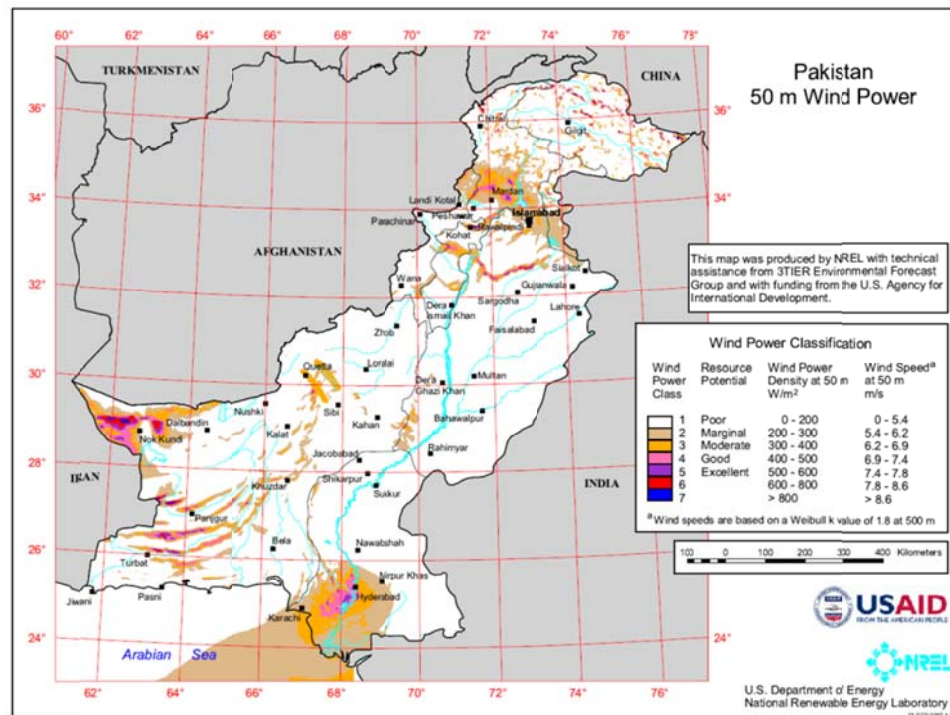 60° 62° 64° 66° 68° 70° 72° 74° 76° 78°
TURKMENISTAN
CHINA
Pakistan
50 m Wind Power
36°
36°
Chitral
Gilgit
34°
34°
Mardan
Landi Kotal
Islamabad
Peshawar
Parachinar
Rawalpindi
Kohat
AFGHANISTAN
This map was produced by NREL with technical
assistance from 3TIER Environmental Forecast
Group and with funding from the U.S. Agency for
International Development.
32°
Wana
Sialkot
Gujranwala
Sargodha
Lahore
Dera
Ismail Khan
Faisalabad
Zhob
30°
Quetta
Loralai
Dera
Ghazi Khan
Multan
Nushki
Sibi
Dalbandin
Bahawalpur
Nok Kundi
Kalat
Kahan
28°
Jacobabad
Rahimyar
IRAN
Shikarpur
Khuzdar
Sukkur
INDIA
Panjgur
26°
Bela
Nawabshah
Turbat
Nirpur Khas
Jiwani
Pasni
Hyderabad
Karachi
24°
24°
Arabian Sea
62° 64° 66° 68° 70° 72° 74° 76°
Wind Power Classification
Wind Resource Wind Power Wind Speedª
Power Potential Density at 50 m at 50 m
Class W/m² m/s
1 Poor 0 - 200 0 - 5.4
2 Marginal 200 - 300 5.4 - 6.2
3 Moderate 300 - 400 6.2 - 6.9
4 Good 400 - 500 6.9 - 7.4
5 Excellent 500 - 600 7.4 - 7.8
6 600 - 800 7.8 - 8.6
7 > 800 > 8.6
ª Wind speeds are based on a Weibull k value of 1.8 at 500 m
100 0 100 200 300 400 Kilometers
USAID
FROM THE AMERICAN PEOPLE
NREL
U.S. Department of Energy
National Renewable Energy Laboratory